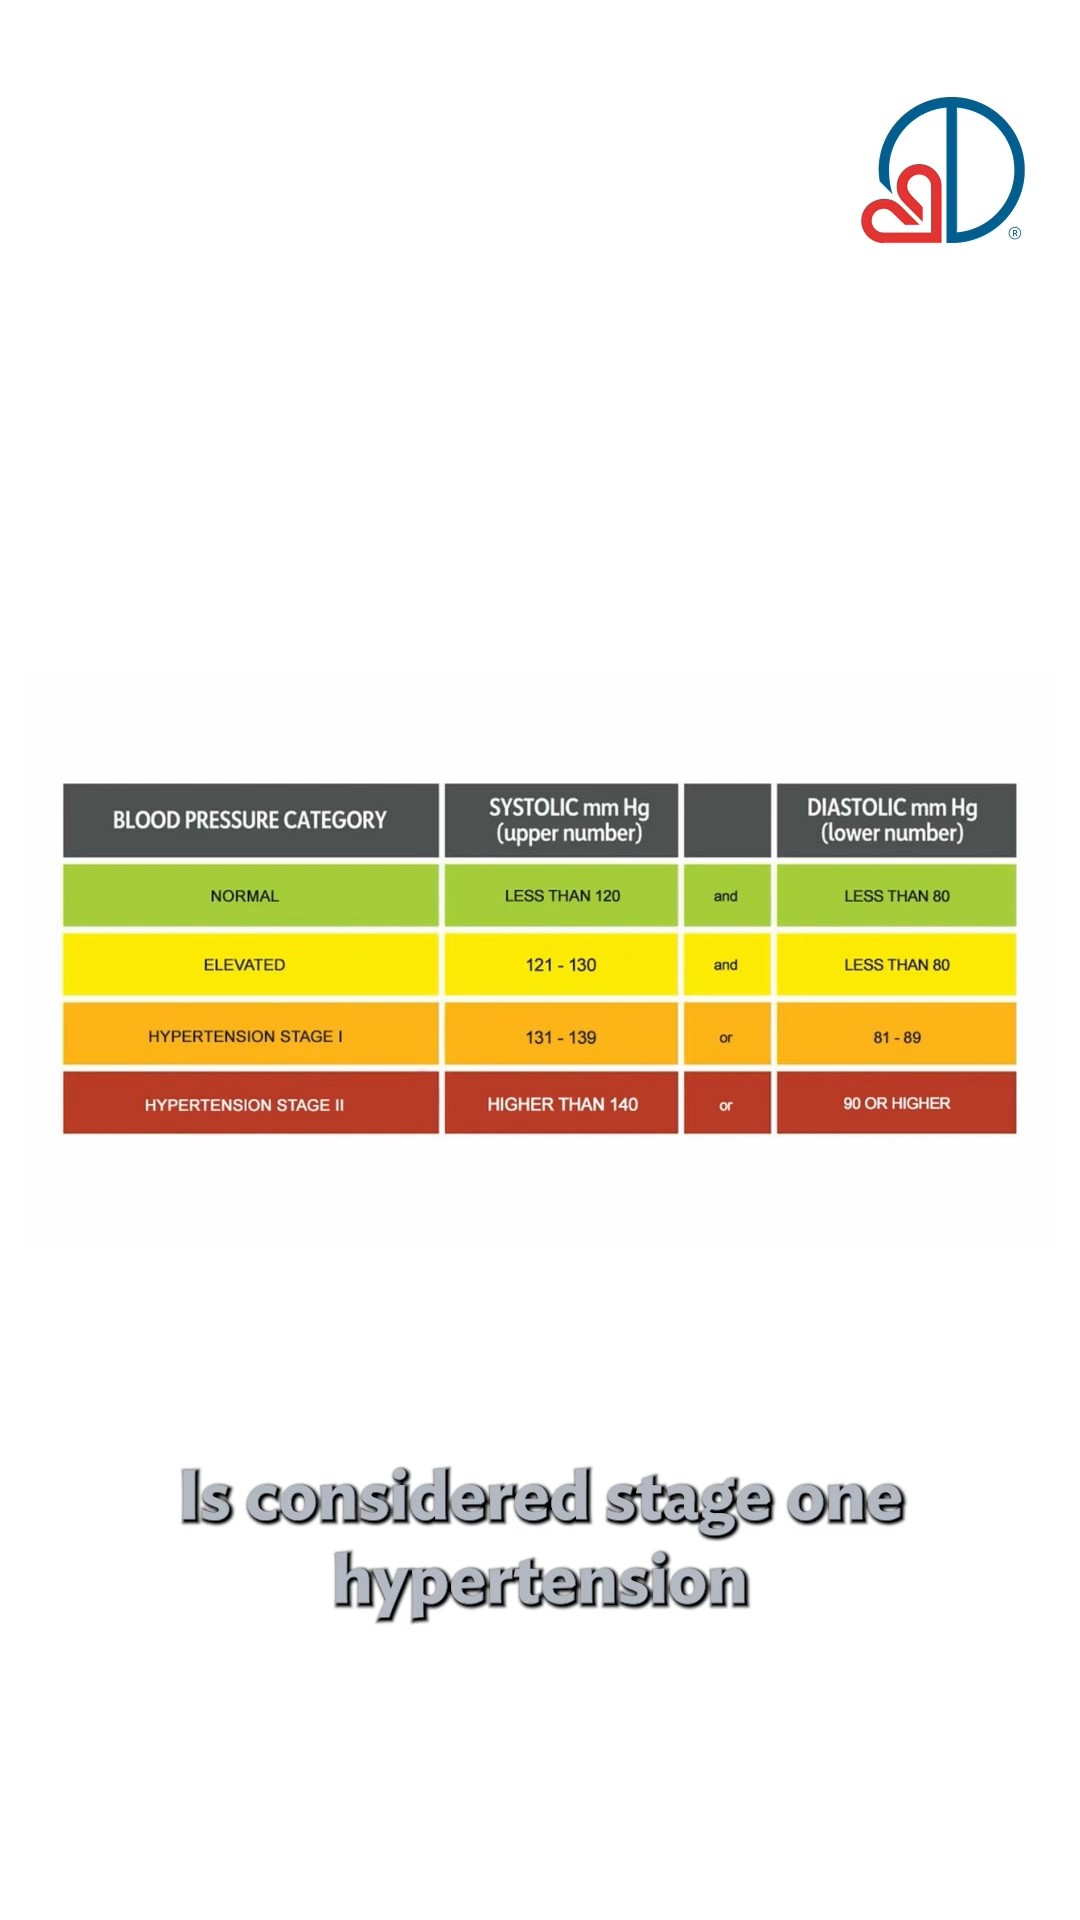 ®
BLOOD PRESSURE CATEGORY
SYSTOLIC mm Hg
(upper number)
DIASTOLIC mm Hg
(lower number)
NORMAL LESS THAN 120 and LESS THAN 80
ELEVATED 121 - 130 and LESS THAN 80
HYPERTENSION STAGE I 131 - 139 or 81 - 89
HYPERTENSION STAGE II HIGHER THAN 140 or 90 OR HIGHER
Is considered stage one
hypertension